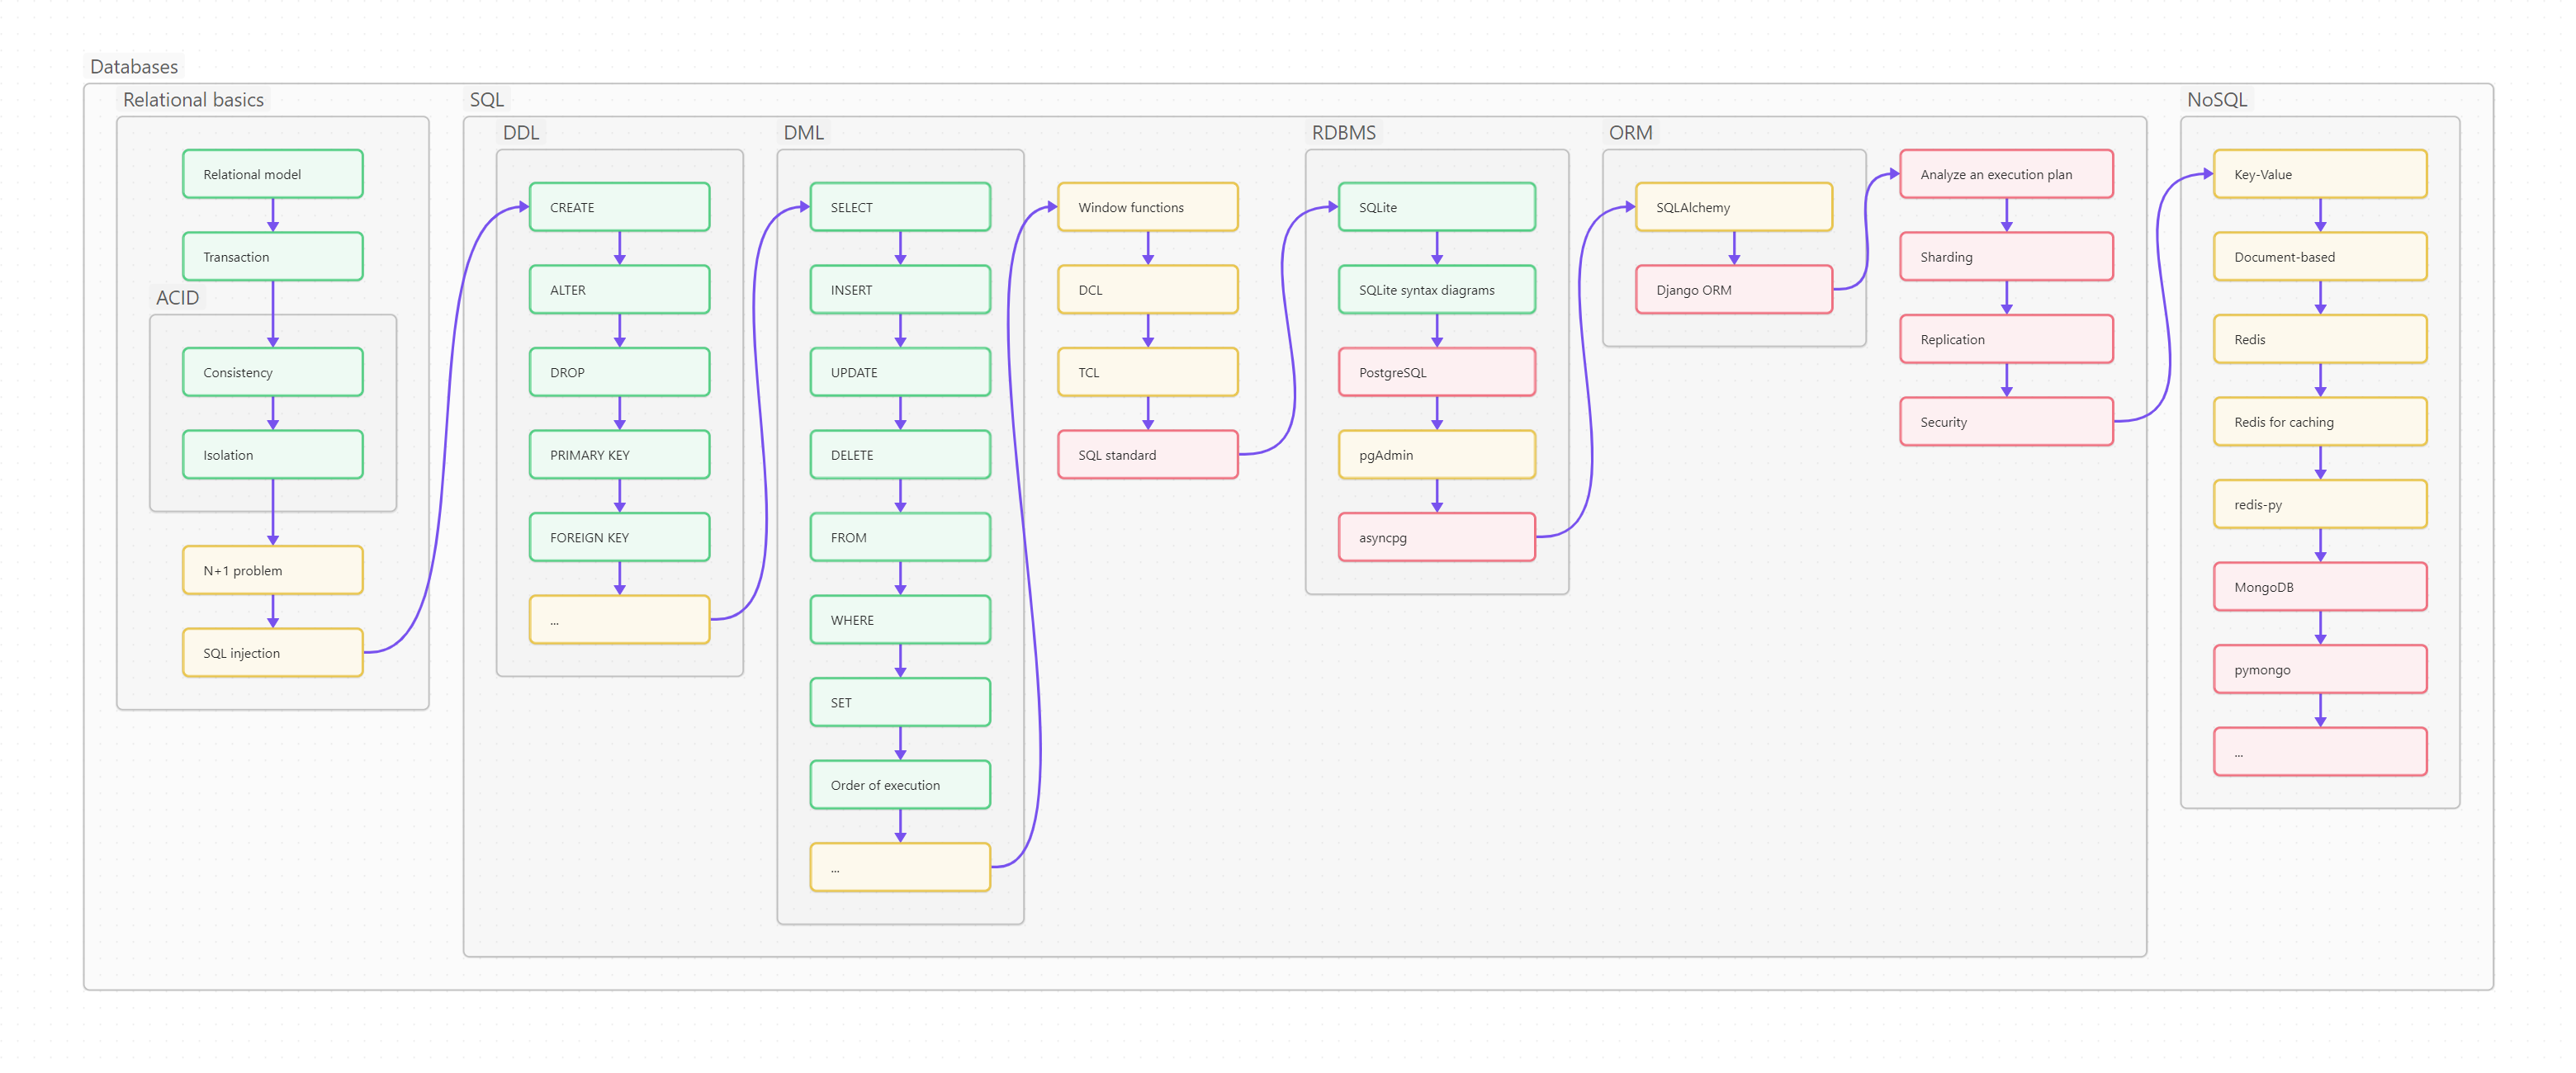 Databases
Relational basics
Relational model
Transaction
ACID
Consistency
Isolation
N+1 problem
SQL injection
SQL
DDL
CREATE
ALTER
DROP
PRIMARY KEY
FOREIGN KEY
...
DML
SELECT
INSERT
UPDATE
DELETE
FROM
WHERE
SET
Order of execution
...
Window functions
DCL
TCL
SQL standard
RDBMS
SQLite
SQLite syntax diagrams
PostgreSQL
pgAdmin
asyncpg
ORM
SQLAlchemy
Django ORM
Analyze an execution plan
Sharding
Replication
Security
NoSQL
Key-Value
Document-based
Redis
Redis for caching
redis-py
MongoDB
pymongo
...